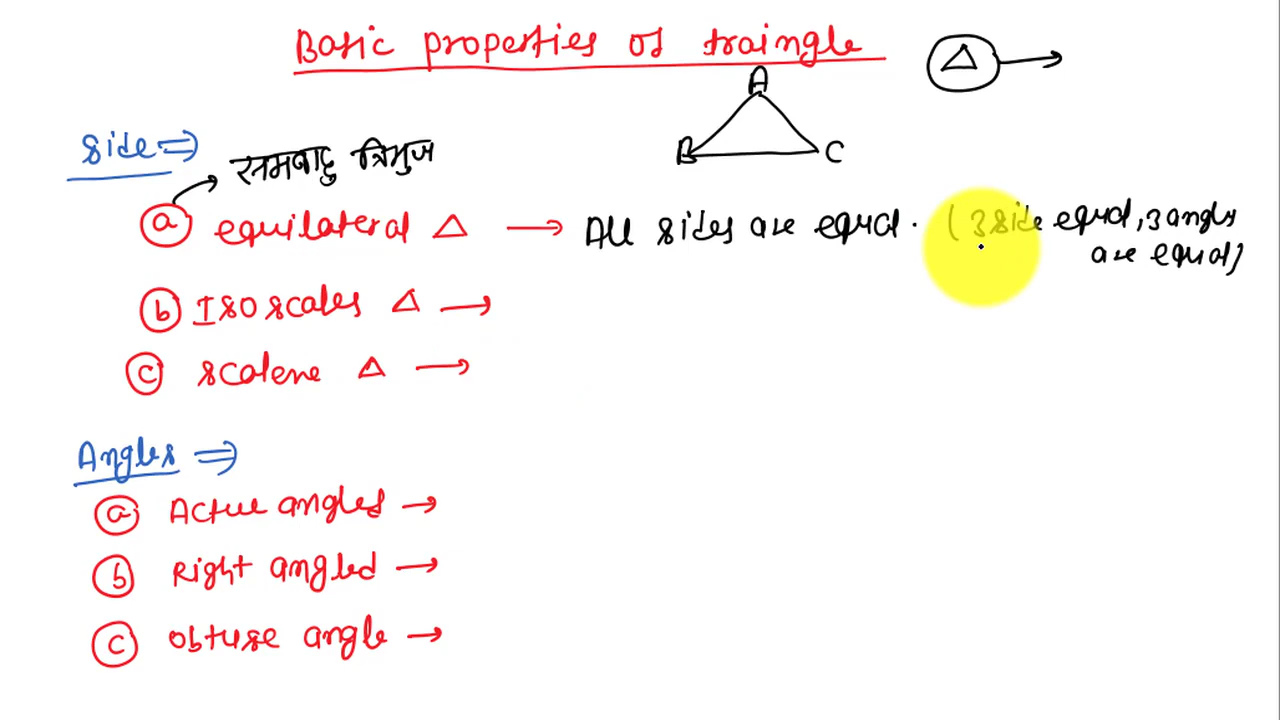 Basic properties of traingle
Δ →
A
B C
Side ⇒
समबाहु त्रिभुज
a equilateral Δ → All sides are equal. (3 side equal, 3 angles
are equal)
b Isoscales Δ →
c scalene Δ →
Angles ⇒
a Actue angles →
b Right angled →
c obtuse angle →